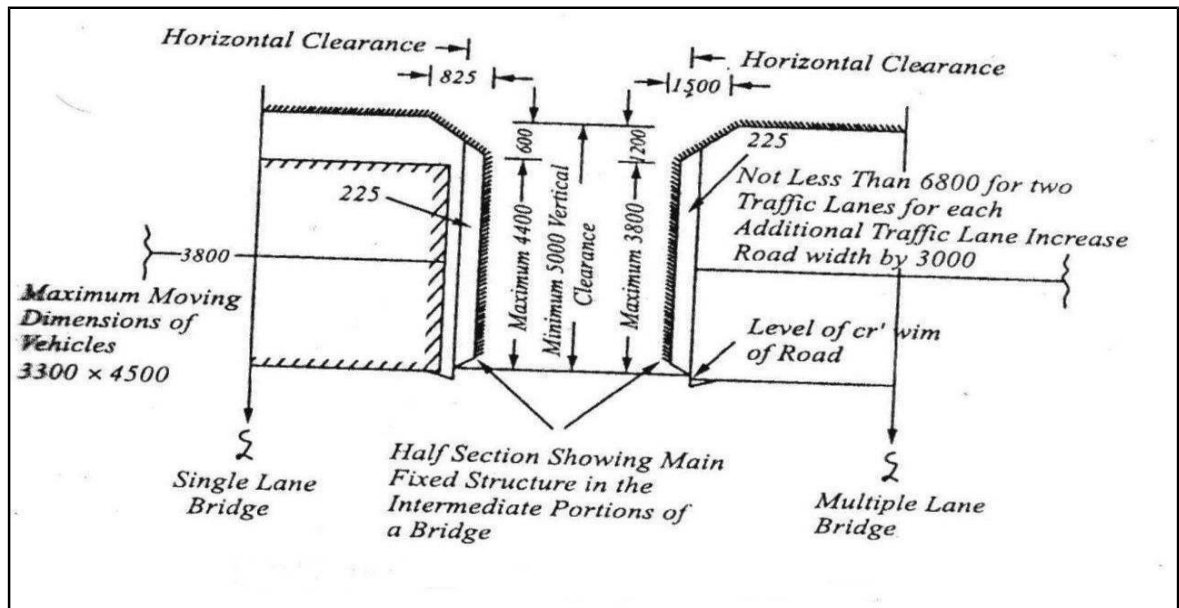 Horizontal Clearance
Horizontal Clearance
825
1500
600
1200
225
225
Not Less Than 6800 for two
Traffic Lanes for each
Additional Traffic Lane Increase
Road width by 3000
Maximum 4400
Minimum 5000 Vertical
Clearance
Maximum 3800
3800
Maximum Moving
Dimensions of
Vehicles
3300 × 4500
Level of cr' wim
of Road
Half Section Showing Main
Fixed Structure in the
Intermediate Portions of
a Bridge
Single Lane
Bridge
Multiple Lane
Bridge